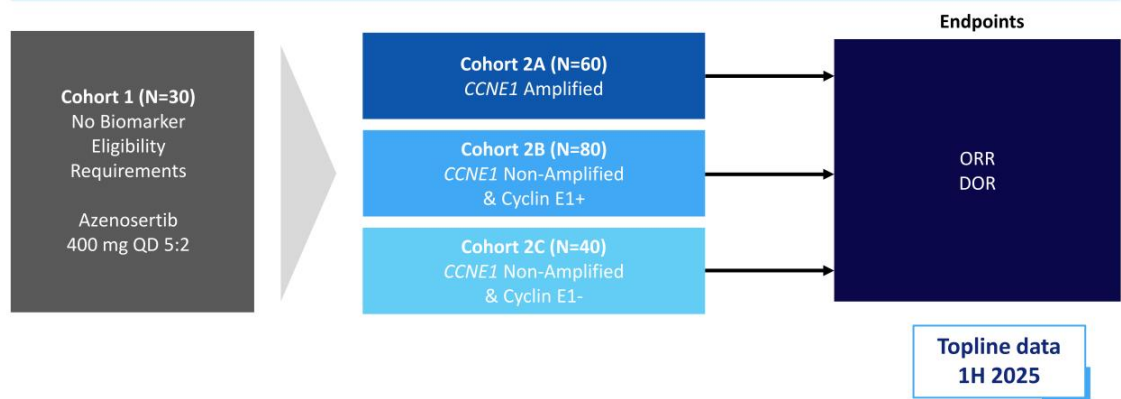 Endpoints
Cohort 1 (N=30)
No Biomarker
Eligibility
Requirements
Azenosertib
400 mg QD 5:2
Cohort 2A (N=60)
CCNE1 Amplified
Cohort 2B (N=80)
CCNE1 Non-Amplified
& Cyclin E1+
Cohort 2C (N=40)
CCNE1 Non-Amplified
& Cyclin E1-
ORR
DOR
Topline data
1H 2025